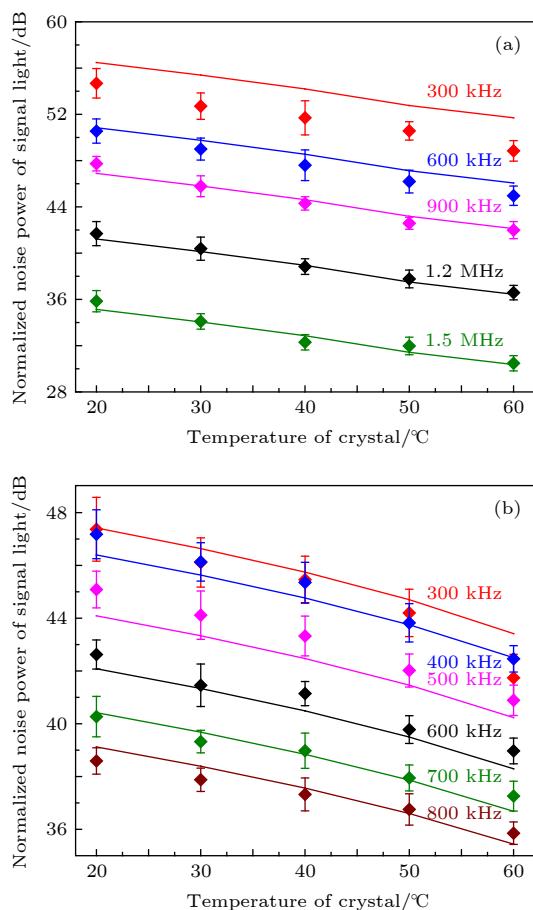 (a)
Normalized noise power of signal light/dB
60
52
44
36
28
300 kHz
600 kHz
900 kHz
1.2 MHz
1.5 MHz
20 30 40 50 60
Temperature of crystal/℃
(b)
Normalized noise power of signal light/dB
48
44
40
36
300 kHz
400 kHz
500 kHz
600 kHz
700 kHz
800 kHz
20 30 40 50 60
Temperature of crystal/℃